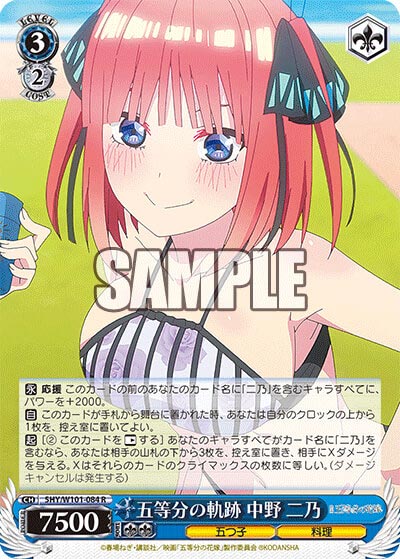 LEVEL
3
2
COST
SAMPLE
永 応援 このカードの前のあなたのカード名に「二乃」を含むキャラすべてに、
パワーを+2000。
自 このカードが手札から舞台に置かれた時、あなたは自分のクロックの上から
1枚を、控え室に置いてよい。
起 [② このカードを する] あなたのキャラすべてがカード名に「二乃」を含む
なら、あなたは相手の山札の下から3枚を、控え室に置き、相手にXダメージ
を与える。Xはそれらのカードのクライマックスの枚数に等しい。(ダメージ
キャンセルは発生する)
CH 5HY/W101-084 R
7500
五等分の軌跡 中野 二乃
五つ子
料理
©春場ねぎ・講談社/映画「五等分の花嫁」製作委員会 ®KODANSHA